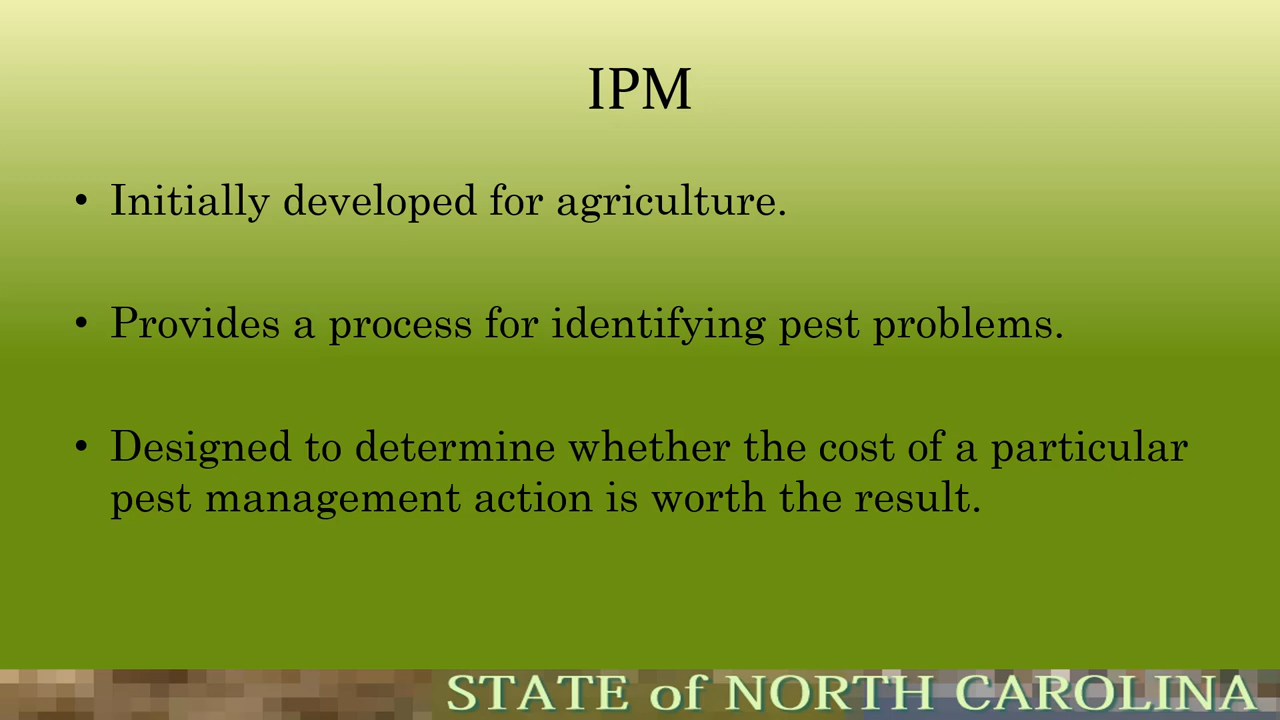 IPM
• Initially developed for agriculture.
• Provides a process for identifying pest problems.
• Designed to determine whether the cost of a particular
pest management action is worth the result.
STATE of NORTH CAROLINA